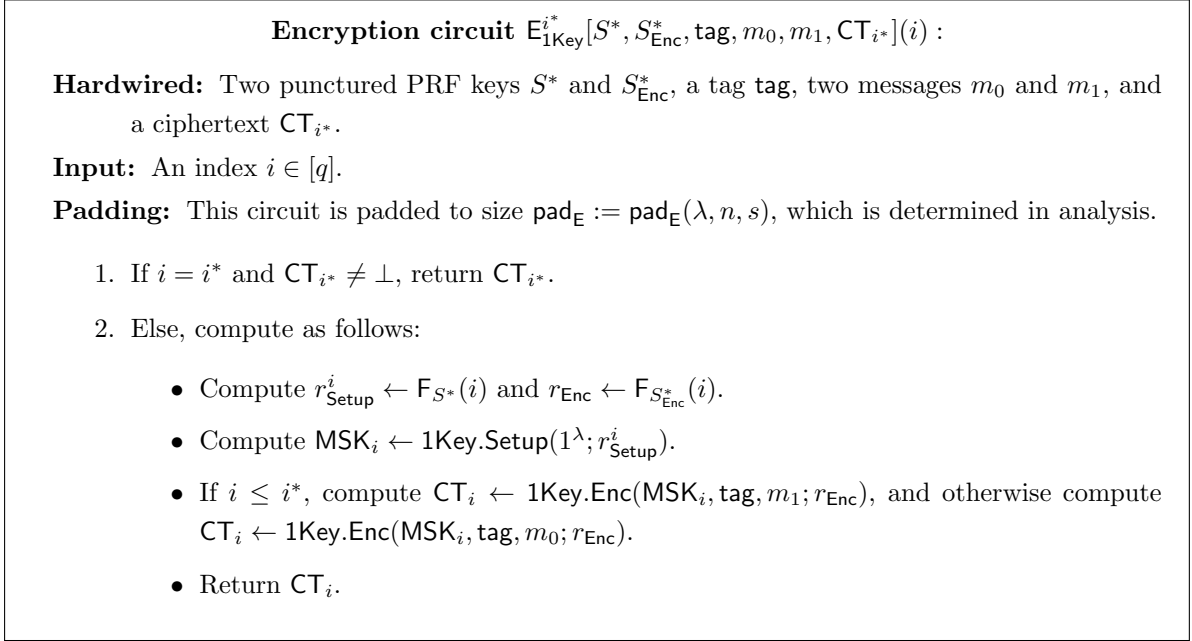 Encryption circuit E^{i^*}_{1Key}[S^*, S^*_{Enc}, tag, m_0, m_1, CT_{i^*}](i) :
Hardwired: Two punctured PRF keys S^* and S^*_{Enc}, a tag tag, two messages m_0 and m_1, and
a ciphertext CT_{i^*}.
Input: An index i ∈ [q].
Padding: This circuit is padded to size pad_E := pad_E(λ, n, s), which is determined in analysis.
1. If i = i^* and CT_{i^*} ≠ ⊥, return CT_{i^*}.
2. Else, compute as follows:
• Compute r^i_{Setup} ← F_{S^*}(i) and r_{Enc} ← F_{S^*_{Enc}}(i).
• Compute MSK_i ← 1Key.Setup(1^λ; r^i_{Setup}).
• If i ≤ i^*, compute CT_i ← 1Key.Enc(MSK_i, tag, m_1; r_{Enc}), and otherwise compute
CT_i ← 1Key.Enc(MSK_i, tag, m_0; r_{Enc}).
• Return CT_i.